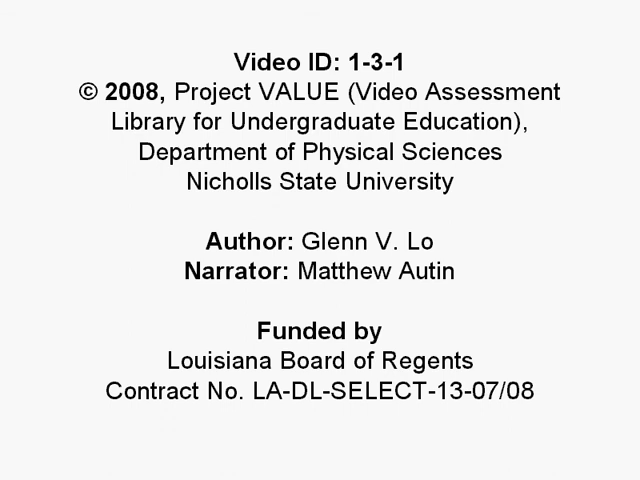 Video ID: 1-3-1
© 2008, Project VALUE (Video Assessment
Library for Undergraduate Education),
Department of Physical Sciences
Nicholls State University
Author: Glenn V. Lo
Narrator: Matthew Autin
Funded by
Louisiana Board of Regents
Contract No. LA-DL-SELECT-13-07/08